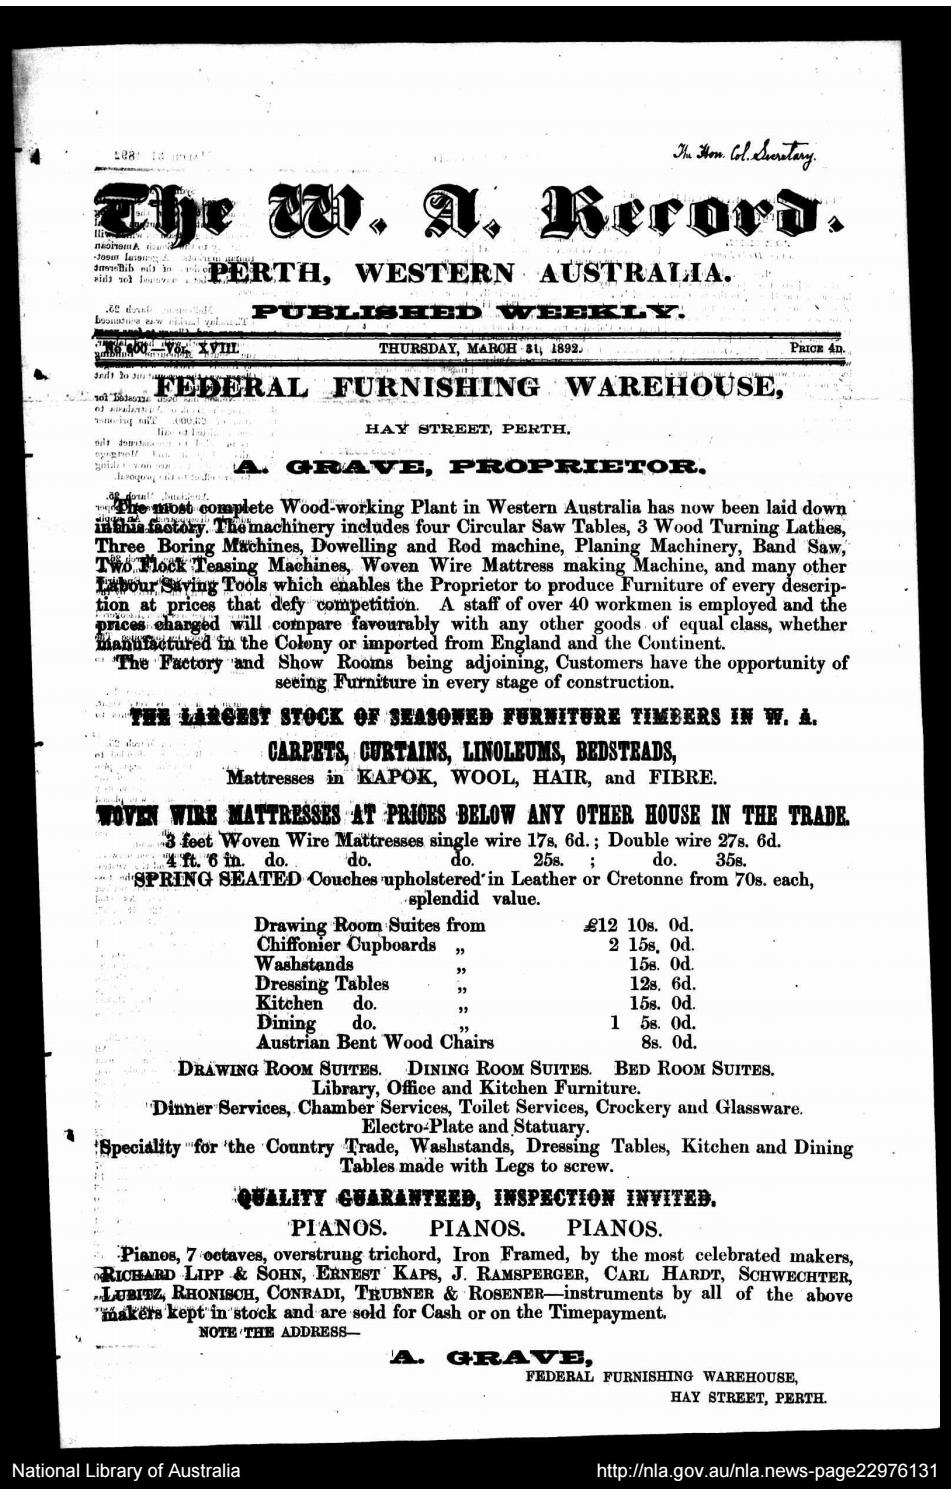 The Hon. Col. Secretary.
The W. A. Record.
PERTH, WESTERN AUSTRALIA.
PUBLISHED WEEKLY.
No 600—Vol. XVIII. THURSDAY, MARCH 31, 1892. PRICE 4D.
FEDERAL FURNISHING WAREHOUSE,
HAY STREET, PERTH.
A. GRAVE, PROPRIETOR.
The most complete Wood-working Plant in Western Australia has now been laid down
in this factory. The machinery includes four Circular Saw Tables, 3 Wood Turning Lathes,
Three Boring Machines, Dowelling and Rod machine, Planing Machinery, Band Saw,
Two Flock Teasing Machines, Woven Wire Mattress making Machine, and many other
Labour Saving Tools which enables the Proprietor to produce Furniture of every descrip-
tion at prices that defy competition. A staff of over 40 workmen is employed and the
prices charged will compare favourably with any other goods of equal class, whether
manufactured in the Colony or imported from England and the Continent.
The Factory and Show Rooms being adjoining, Customers have the opportunity of
seeing Furniture in every stage of construction.
THE LARGEST STOCK OF SEASONED FURNITURE TIMBERS IN W. A.
CARPETS, CURTAINS, LINOLEUMS, BEDSTEADS,
Mattresses in KAPOK, WOOL, HAIR, and FIBRE.
WOVEN WIRE MATTRESSES AT PRICES BELOW ANY OTHER HOUSE IN THE TRADE.
3 feet Woven Wire Mattresses single wire 17s. 6d.; Double wire 27s. 6d.
4 ft. 6 in. do. do. do. 25s. ; do. 35s.
SPRING SEATED Couches upholstered in Leather or Cretonne from 70s. each,
splendid value.
Drawing Room Suites from £12 10s. 0d.
Chiffonier Cupboards „ 2 15s. 0d.
Washstands „ 15s. 0d.
Dressing Tables „ 12s. 6d.
Kitchen do. „ 15s. 0d.
Dining do. „ 1 5s. 0d.
Austrian Bent Wood Chairs 8s. 0d.
DRAWING ROOM SUITES. DINING ROOM SUITES. BED ROOM SUITES.
Library, Office and Kitchen Furniture.
Dinner Services, Chamber Services, Toilet Services, Crockery and Glassware.
Electro-Plate and Statuary.
Speciality for the Country Trade, Washstands, Dressing Tables, Kitchen and Dining
Tables made with Legs to screw.
QUALITY GUARANTEED, INSPECTION INVITED.
PIANOS. PIANOS. PIANOS.
Pianos, 7 octaves, overstrung trichord, Iron Framed, by the most celebrated makers,
RICHARD LIPP & SOHN, ERNEST KAPS, J. RAMSPERGER, CARL HARDT, SCHWECHTER,
LUBITZ, RHONISCH, CONRADI, TRUBNER & ROSENER—instruments by all of the above
makers kept in stock and are sold for Cash or on the Timepayment.
NOTE THE ADDRESS—
A. GRAVE,
FEDERAL FURNISHING WAREHOUSE,
HAY STREET, PERTH.
National Library of Australia http://nla.gov.au/nla.news-page22976131